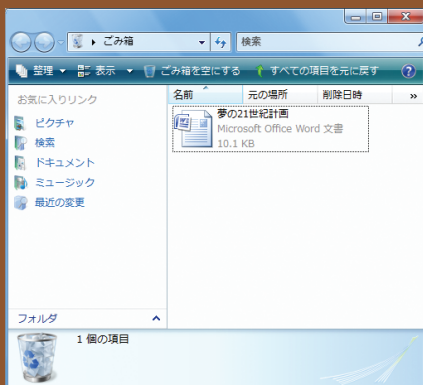 ごみ箱
検索
整理
表示
ごみ箱を空にする
すべての項目を元に戻す
お気に入りリンク
ピクチャ
検索
ドキュメント
ミュージック
最近の変更
フォルダ
名前
元の場所
削除日時
»
夢の21世紀計画
Microsoft Office Word 文書
10.1 KB
1 個の項目